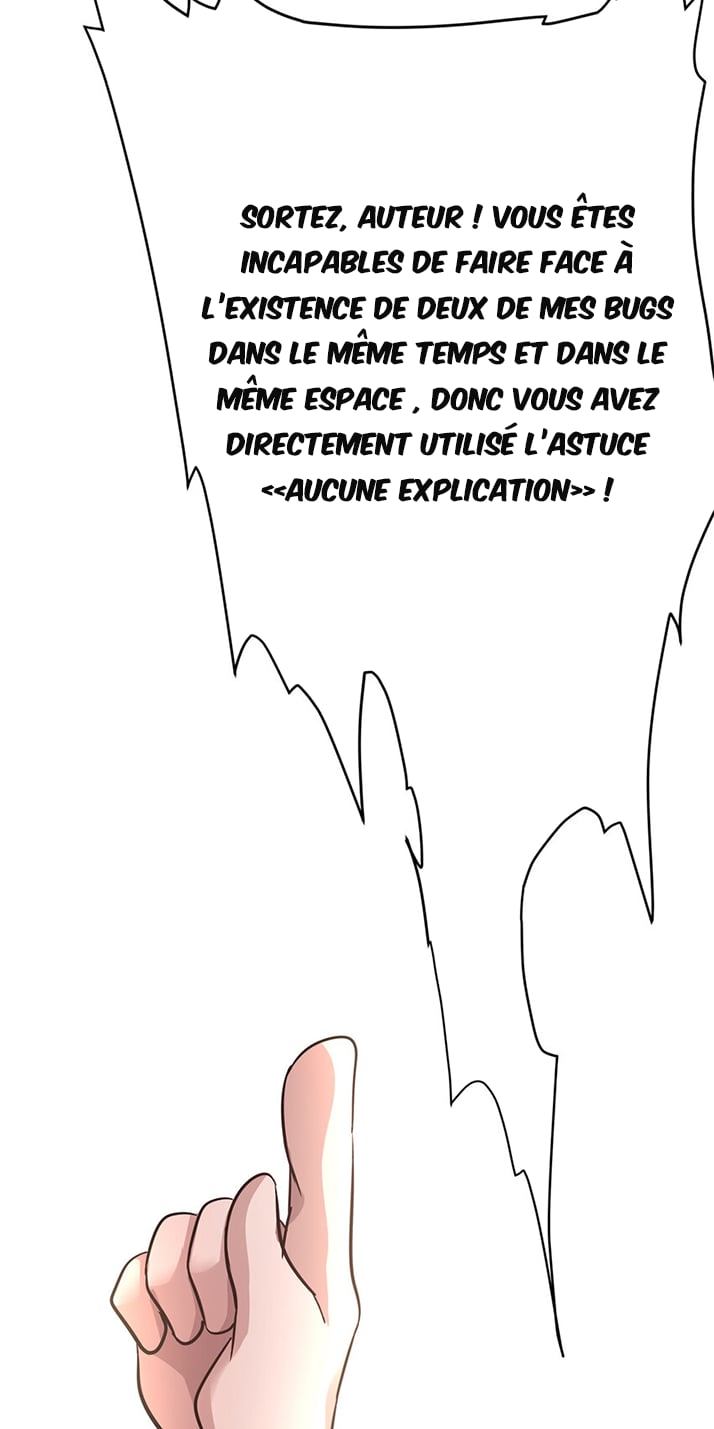 SORTEZ, AUTEUR ! VOUS ÊTES
INCAPABLES DE FAIRE FACE À
L'EXISTENCE DE DEUX DE MES BUGS
DANS LE MÊME TEMPS ET DANS LE
MÊME ESPACE , DONC VOUS AVEZ
DIRECTEMENT UTILISÉ L'ASTUCE
<<AUCUNE EXPLICATION>> !